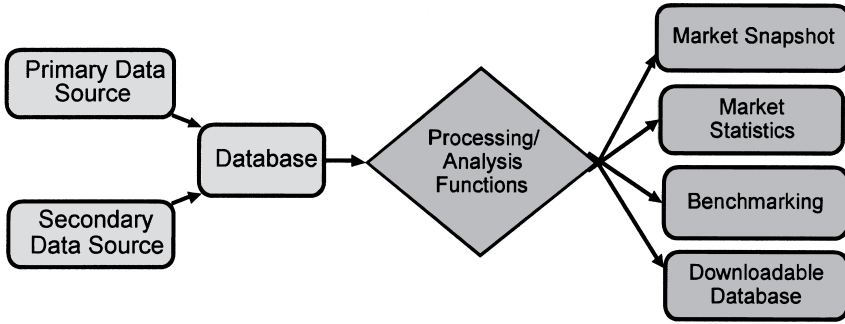 Primary Data
Source
Secondary
Data Source
Database
Processing/
Analysis
Functions
Market Snapshot
Market
Statistics
Benchmarking
Downloadable
Database